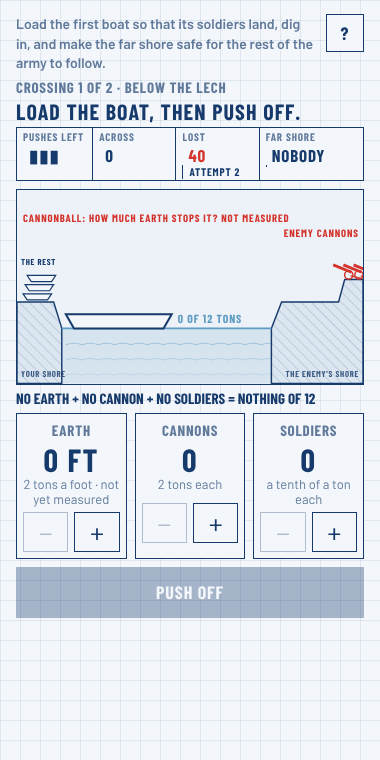 Load the first boat so that its soldiers land, dig
in, and make the far shore safe for the rest of the
army to follow.
?
CROSSING 1 OF 2 · BELOW THE LECH
LOAD THE BOAT, THEN PUSH OFF.
PUSHES LEFT
ACROSS
0
LOST
40
ATTEMPT 2
FAR SHORE
NOBODY
CANNONBALL: HOW MUCH EARTH STOPS IT? NOT MEASURED
ENEMY CANNONS
THE REST
0 OF 12 TONS
YOUR SHORE
THE ENEMY'S SHORE
NO EARTH + NO CANNON + NO SOLDIERS = NOTHING OF 12
EARTH
0 FT
2 tons a foot · not
yet measured
− +
CANNONS
0
2 tons each
− +
SOLDIERS
0
a tenth of a ton
each
− +
PUSH OFF